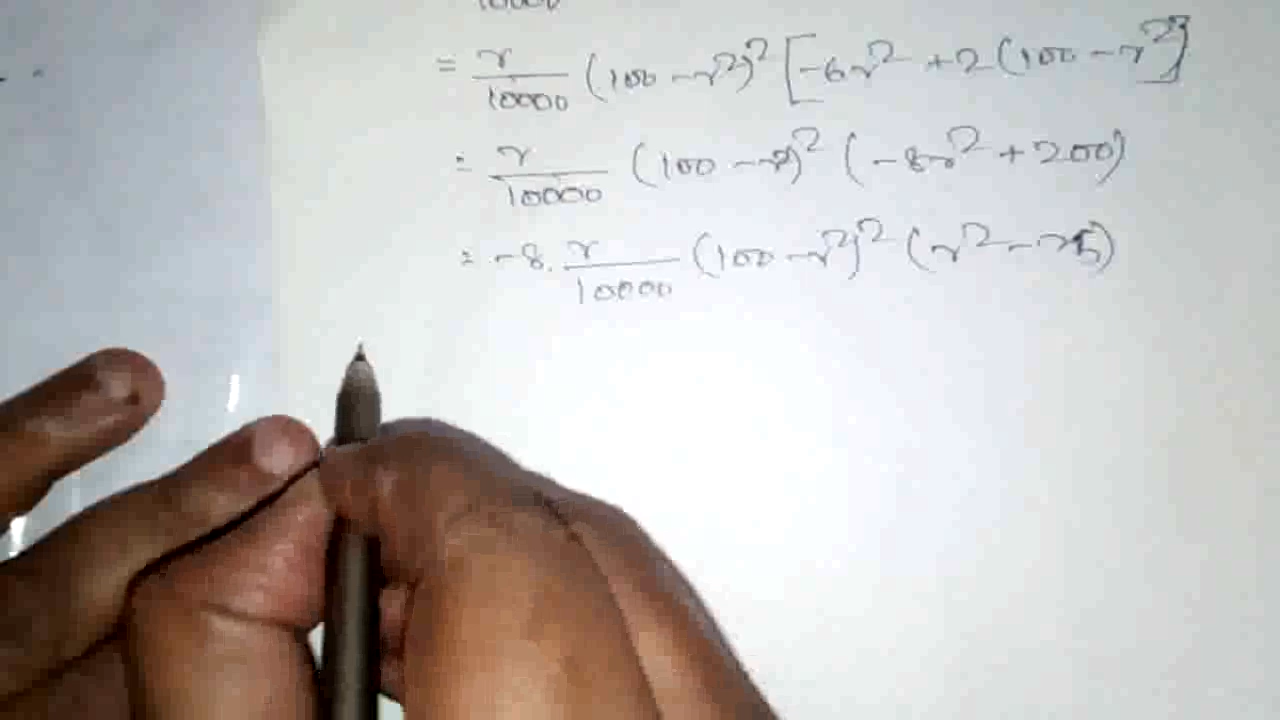 10000
= r/10000 (100 - r²)² [-6r² + 2 (100 - r²)]
= r/10000 (100 - r²)² (-8r² + 200)
= -8. r/10000 (100 - r²)² (r² - 25)